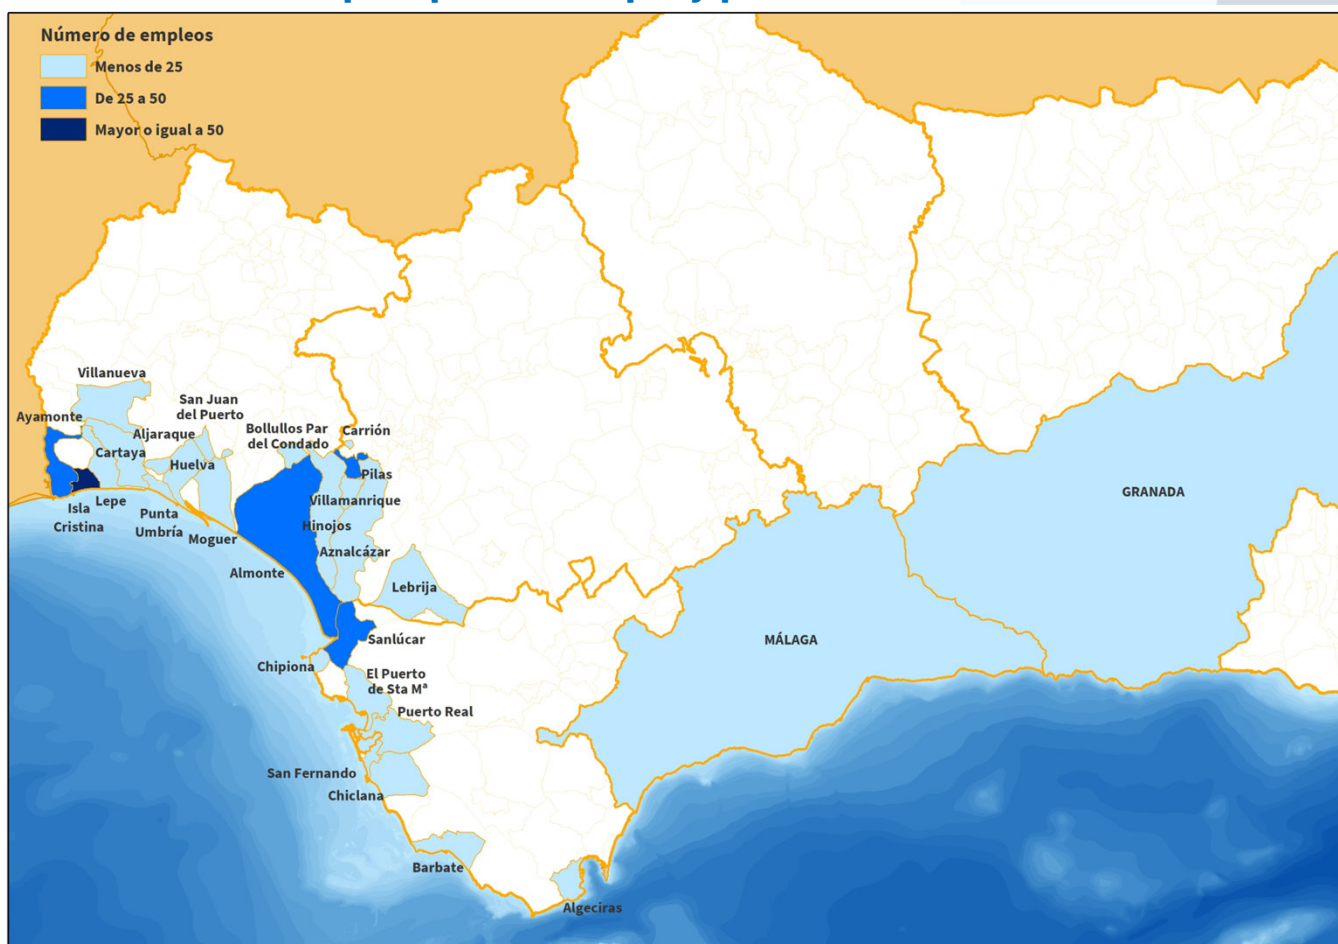 Número de empleos
Menos de 25
De 25 a 50
Mayor o igual a 50
Villanueva
San Juan
del Puerto
Ayamonte
Aljaraque
Bollullos Par
del Condado
Carrión
Cartaya
Huelva
Pilas
Villamanrique
GRANADA
Isla
Cristina
Lepe
Punta
Umbría
Moguer
Hinojos
Aznalcázar
Almonte
Lebrija
Sanlúcar
MÁLAGA
Chipiona
El Puerto
de Sta Mª
Puerto Real
San Fernando
Chiclana
Barbate
Algeciras